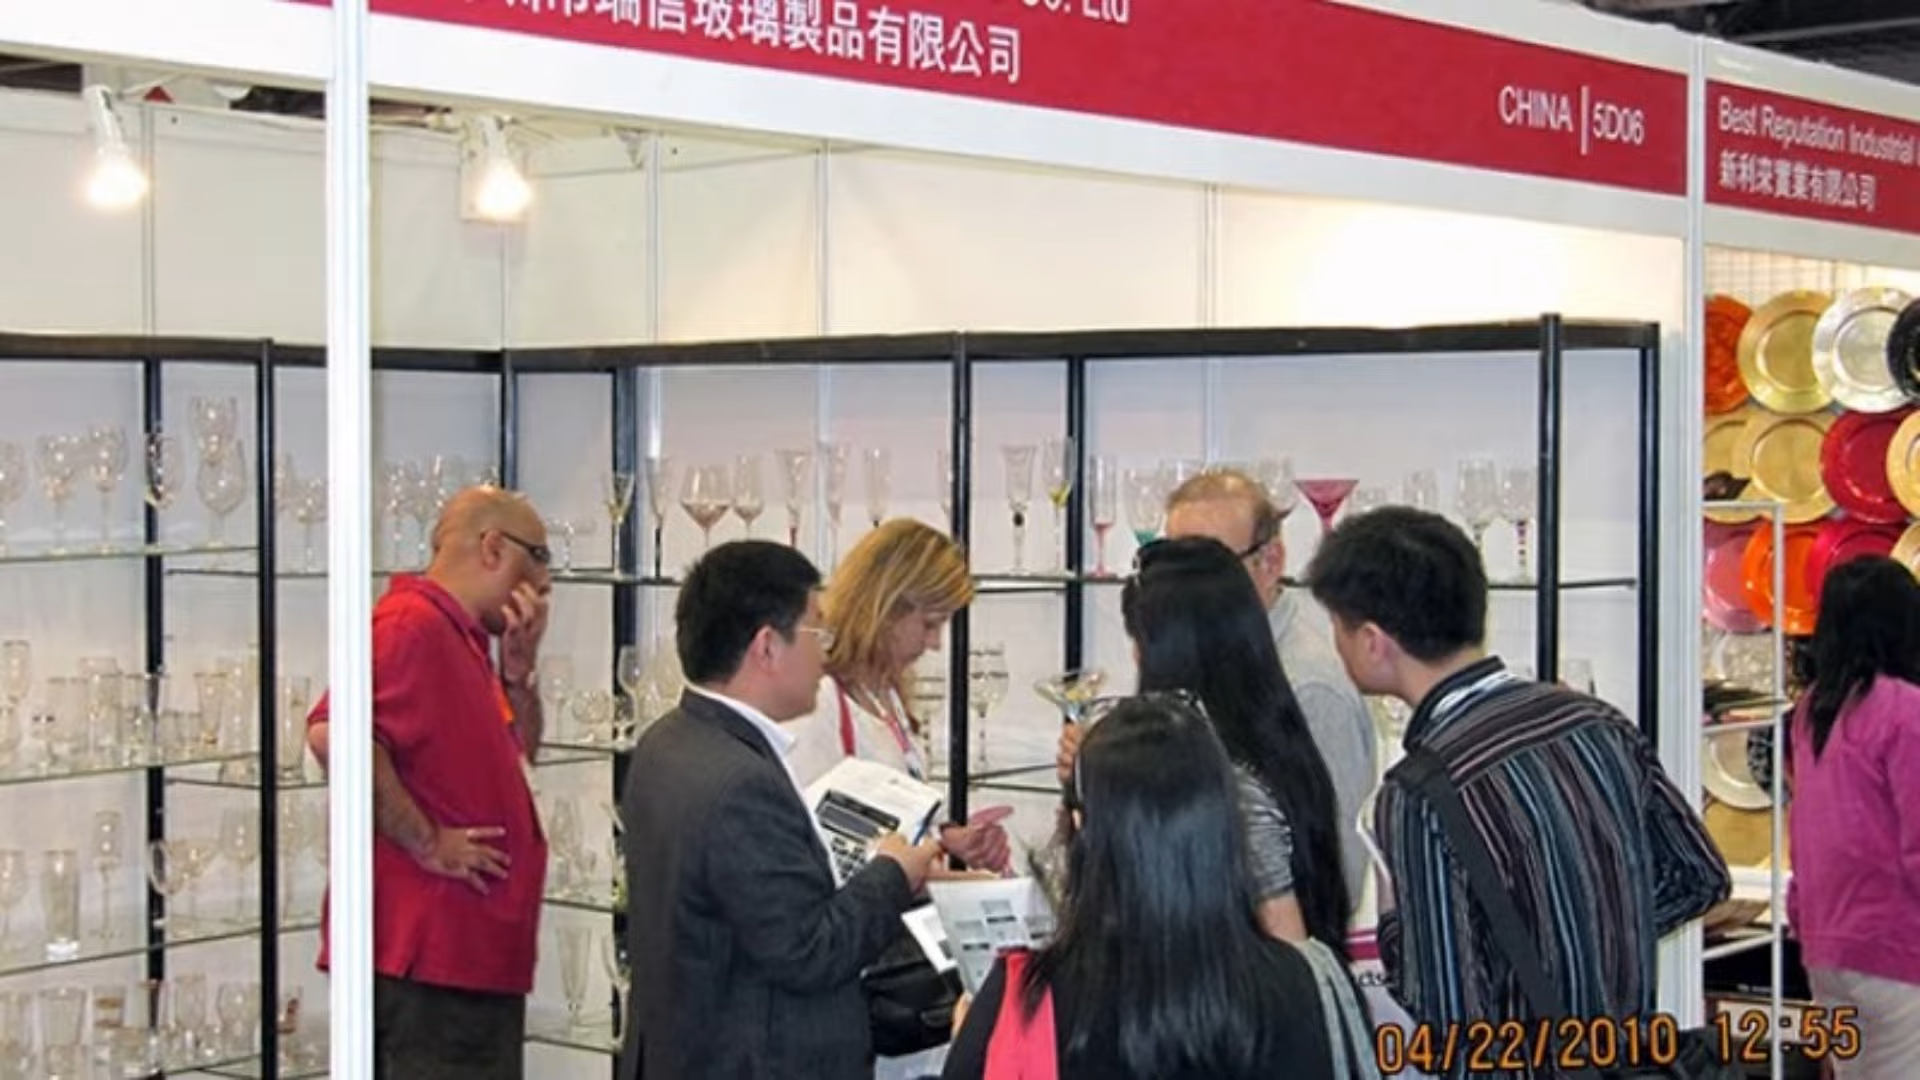 Co. Ltd
瑞信玻璃製品有限公司
CHINA | 5D06
Best Reputation Industrial
新利來實業有限公司
04/22/2010 12:55